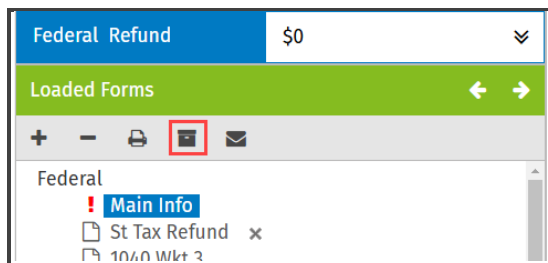 Federal Refund $0
Loaded Forms
Federal
! Main Info
St Tax Refund x
1040 Wkt 3